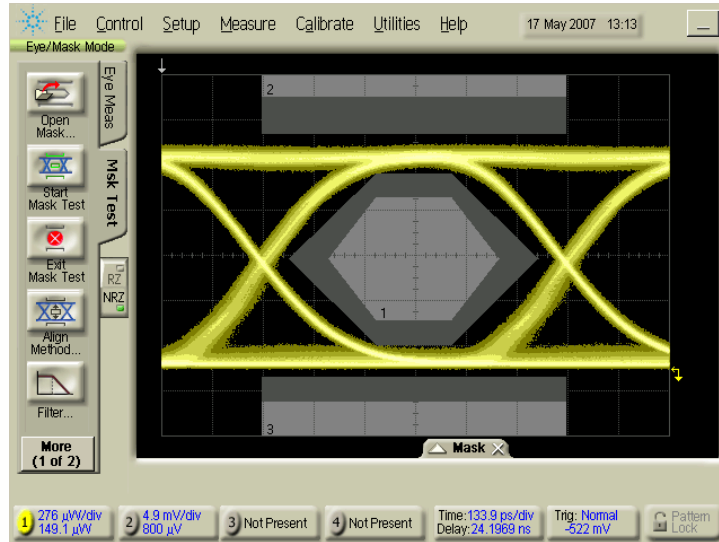 File Control Setup Measure Calibrate Utilities Help 17 May 2007 13:13
Eye/Mask Mode
Open
Mask...
Start
Mask Test
Exit
Mask Test
Align
Method...
Filter...
More
(1 of 2)
Eye Meas
Msk Test
RZ
NRZ
2
1
3
Mask
1 276 µW/div
149.1 µW
2 4.9 mV/div
800 µV
3 Not Present
4 Not Present
Time:133.9 ps/div
Delay:24.1969 ns
Trig: Normal
-522 mV
Pattern
Lock